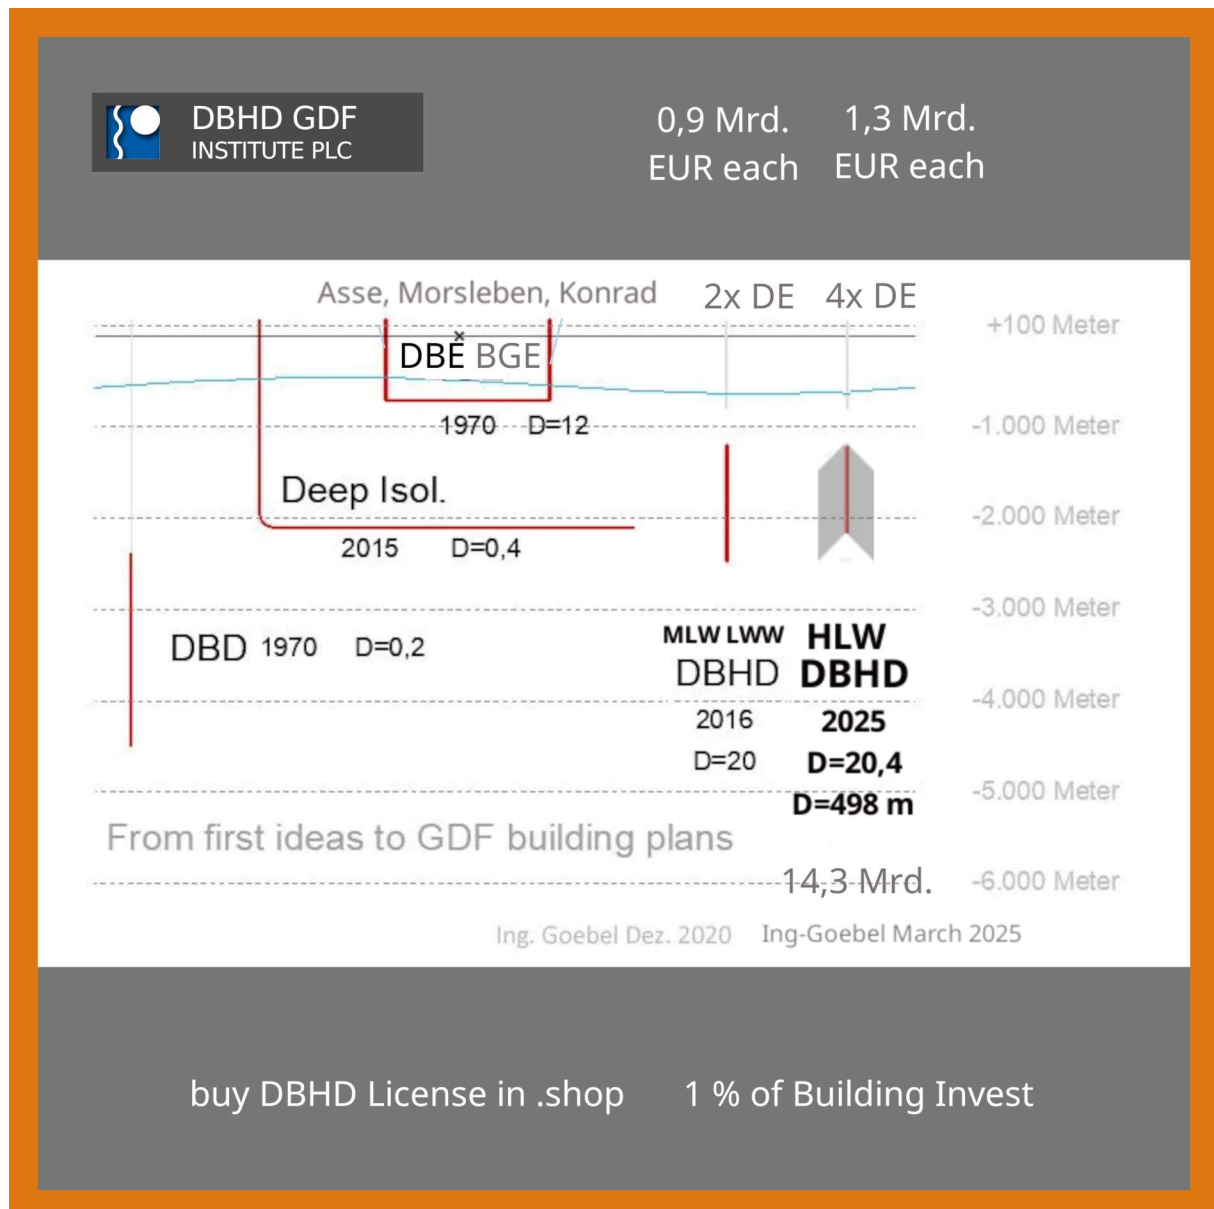 DBHD GDF
INSTITUTE PLC
0,9 Mrd.
EUR each
1,3 Mrd.
EUR each
Asse, Morsleben, Konrad
2x DE
4x DE
+100 Meter
DBE BGE
1970 D=12
-1.000 Meter
Deep Isol.
-2.000 Meter
2015 D=0,4
-3.000 Meter
DBD 1970 D=0,2
MLW LWW
DBHD
2016
D=20
HLW
DBHD
2025
D=20,4
D=498 m
-4.000 Meter
-5.000 Meter
From first ideas to GDF building plans
14,3 Mrd.
-6.000 Meter
Ing. Goebel Dez. 2020
Ing-Goebel March 2025
buy DBHD License in .shop
1 % of Building Invest